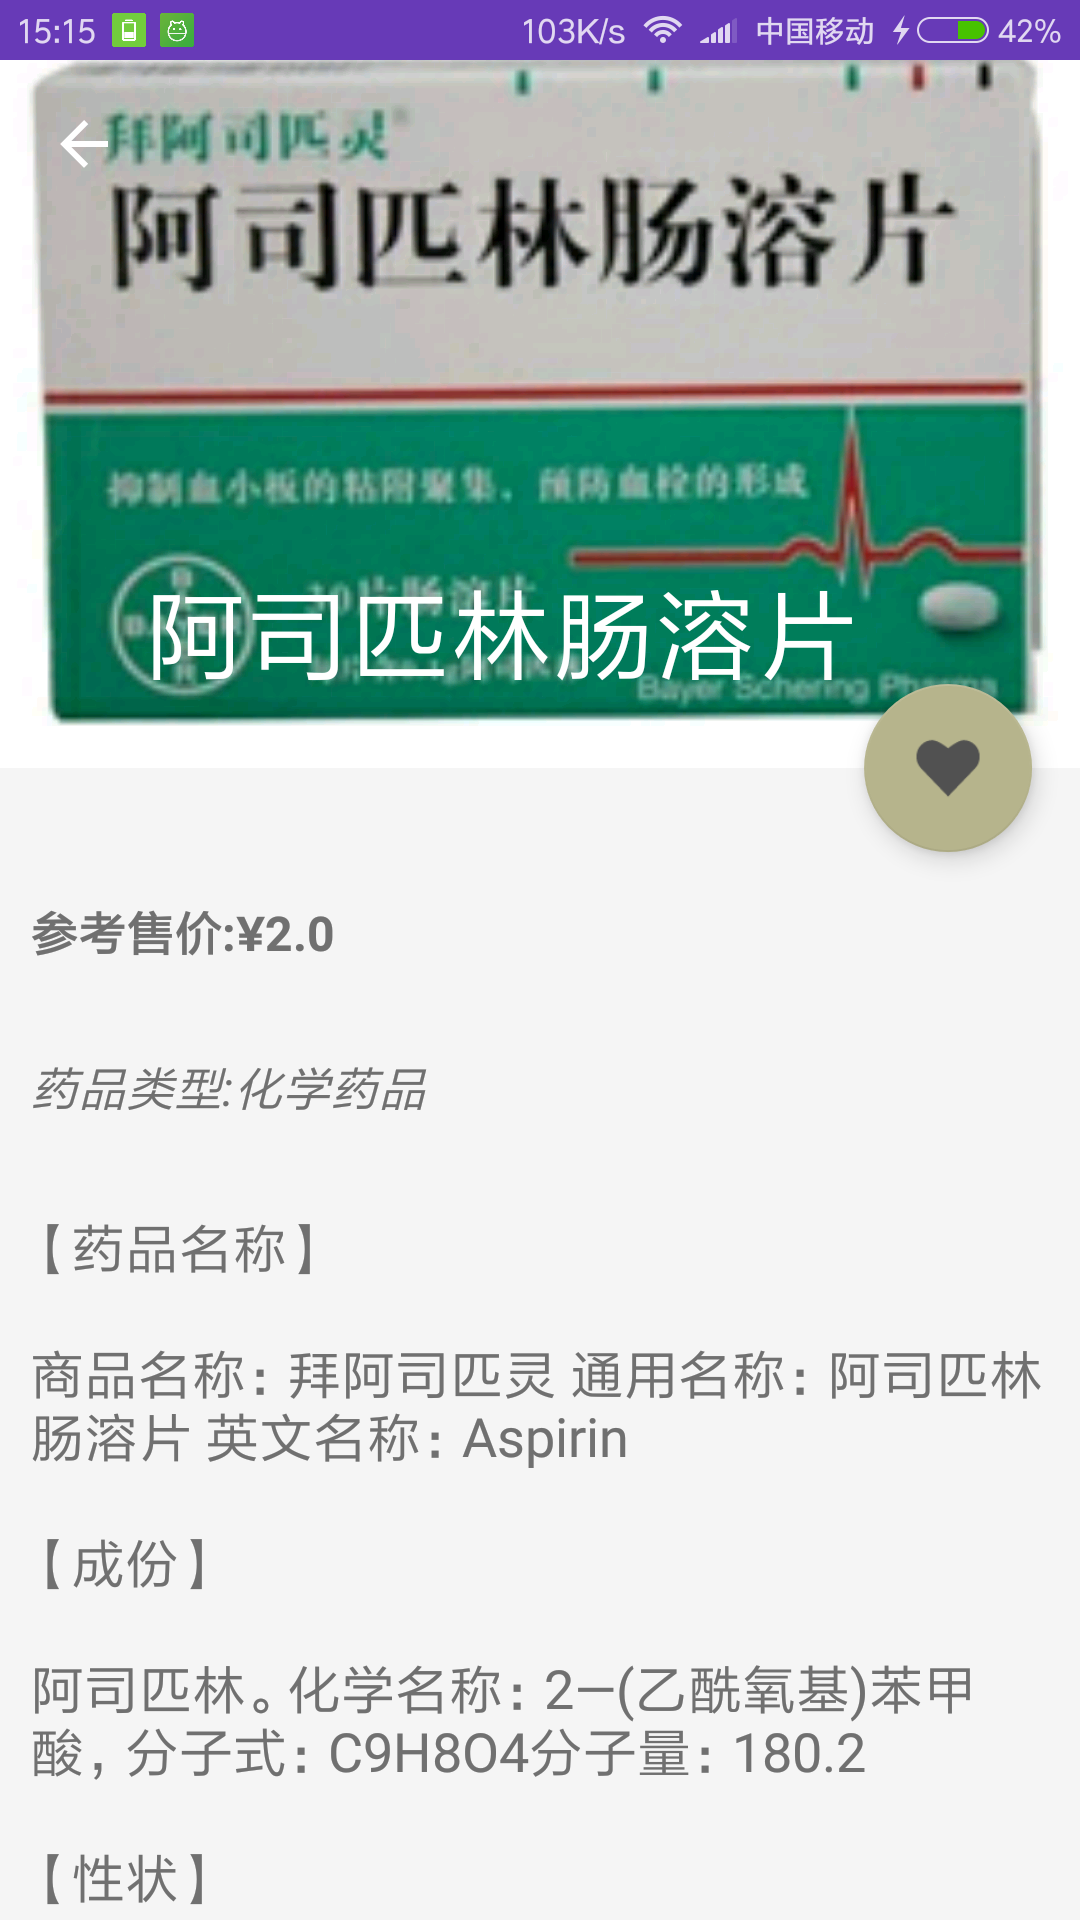 15:15 103K/s 中国移动 42%
拜阿司匹灵
阿司匹林肠溶片
抑制血小板的粘附聚集、预防血栓的形成
30片肠溶片
阿司匹林肠溶片
Bayer Schering Pharma
参考售价:¥2.0
药品类型:化学药品
【药品名称】
商品名称：拜阿司匹灵 通用名称：阿司匹林
肠溶片 英文名称：Aspirin
【成份】
阿司匹林。化学名称：2—(乙酰氧基)苯甲
酸，分子式：C9H8O4分子量：180.2
【性状】